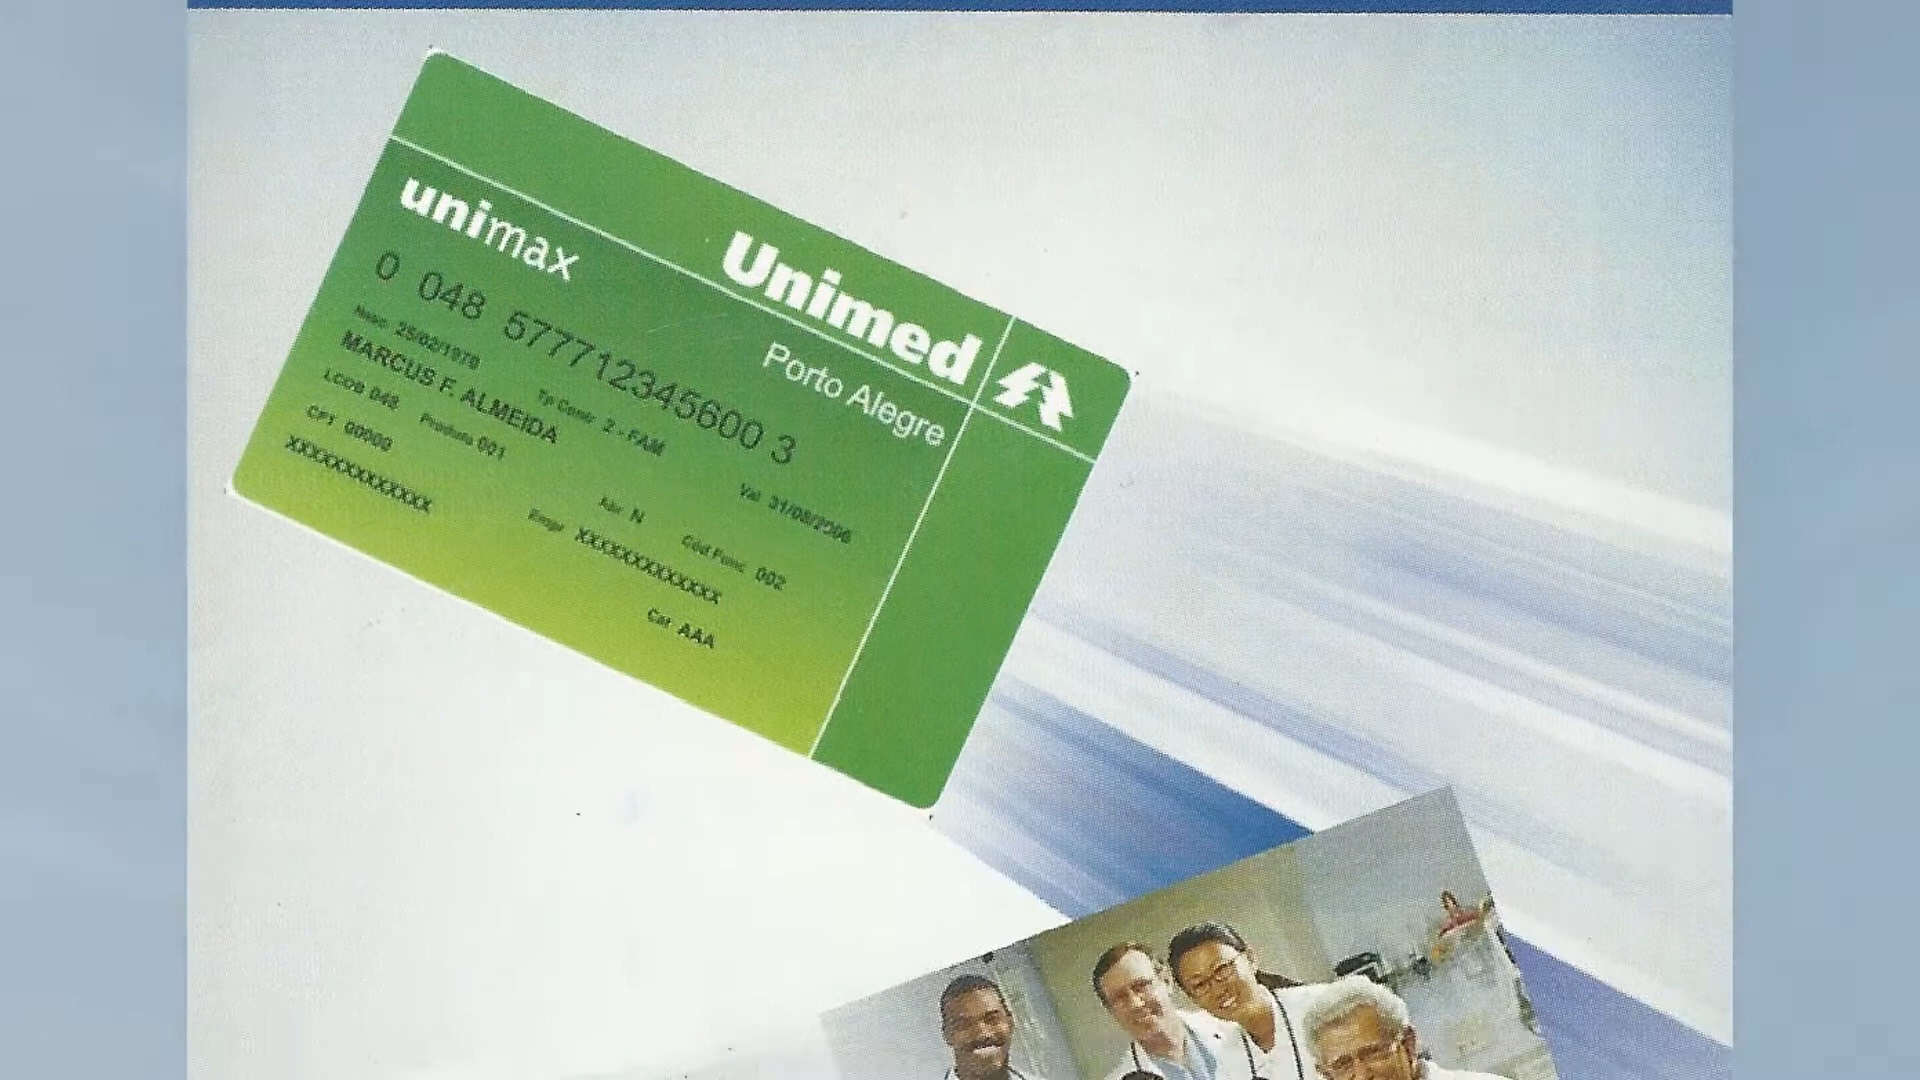 Unimed
unimax
Porto Alegre
0 048 577712345600 3
Nasc 25/02/1979 Tp Contr 2 - FAM Val 31/08/2006
MARCUS F. ALMEIDA
LCOB 048 Produto 001 Abr N Cód Func 002
CPT 00000 Empr XXXXXXXXXXXXX
XXXXXXXXXXXXX Car AAA